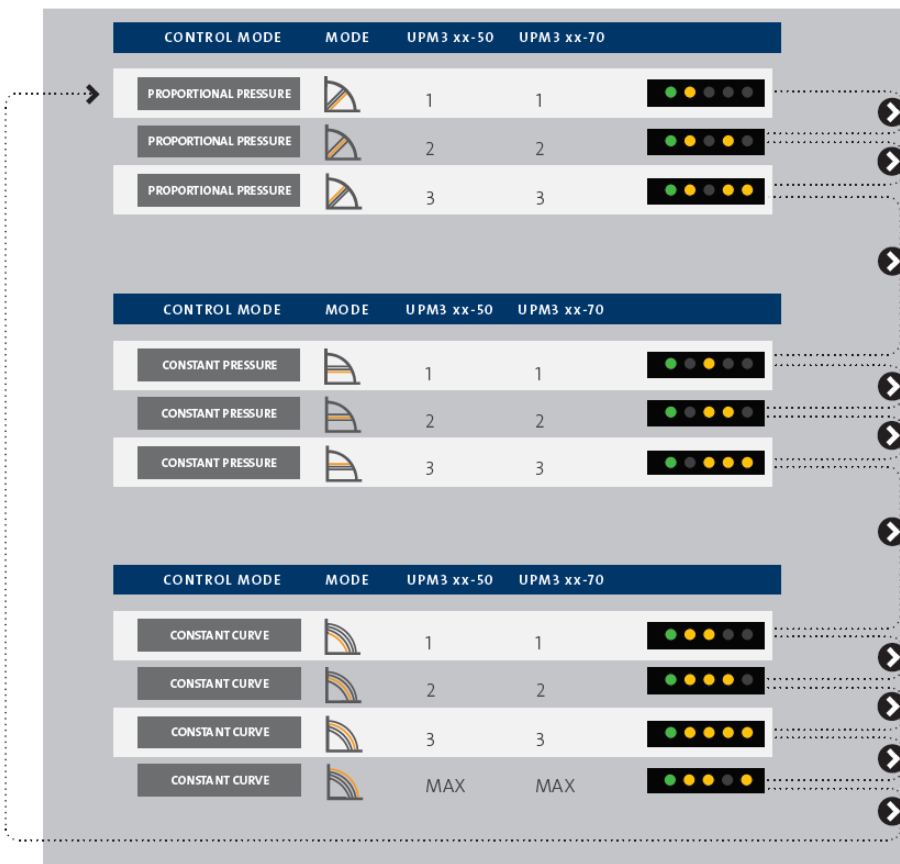 CONTROL MODE MODE UPM3 xx-50 UPM3 xx-70
PROPORTIONAL PRESSURE 1 1
PROPORTIONAL PRESSURE 2 2
PROPORTIONAL PRESSURE 3 3
CONTROL MODE MODE UPM3 xx-50 UPM3 xx-70
CONSTANT PRESSURE 1 1
CONSTANT PRESSURE 2 2
CONSTANT PRESSURE 3 3
CONTROL MODE MODE UPM3 xx-50 UPM3 xx-70
CONSTANT CURVE 1 1
CONSTANT CURVE 2 2
CONSTANT CURVE 3 3
CONSTANT CURVE MAX MAX